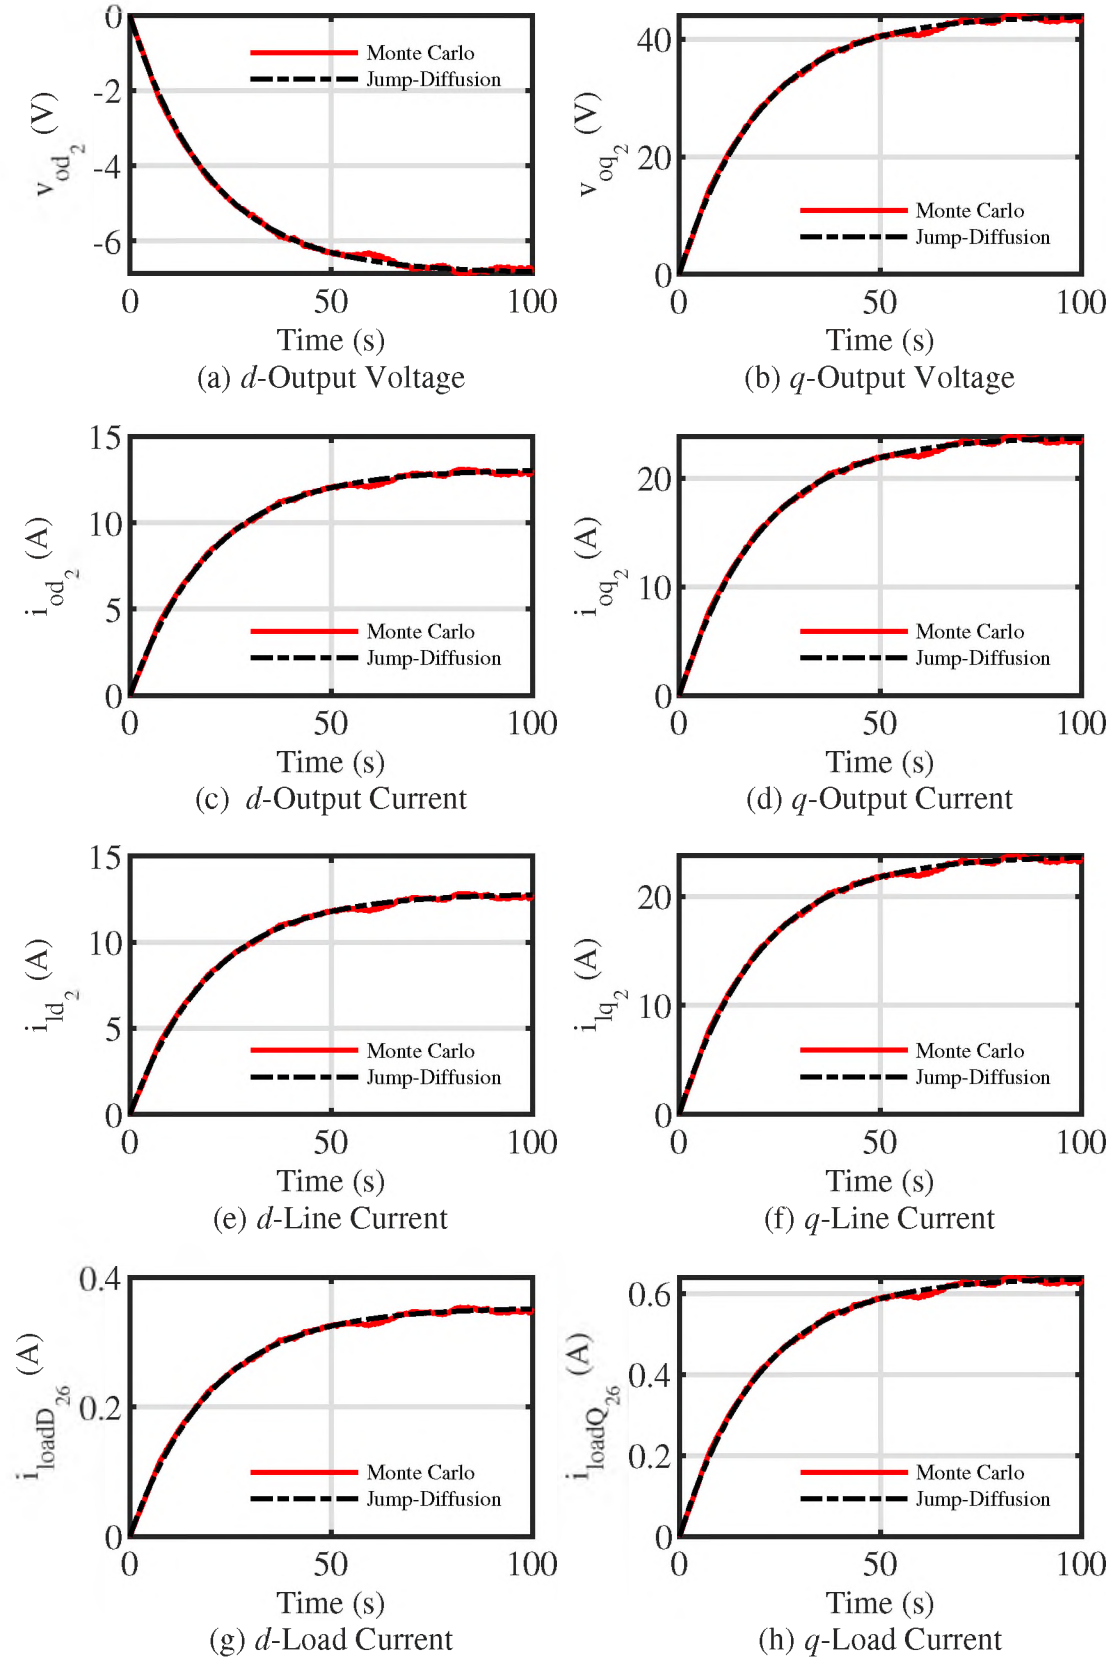 0
-2
-4
-6
0
50
100
v_od_2 (V)
Monte Carlo
Jump-Diffusion
Time (s)
(a) d-Output Voltage
40
20
0
0
50
100
v_oq_2 (V)
Monte Carlo
Jump-Diffusion
Time (s)
(b) q-Output Voltage
15
10
5
0
0
50
100
i_od_2 (A)
Monte Carlo
Jump-Diffusion
Time (s)
(c) d-Output Current
20
10
0
0
50
100
i_oq_2 (A)
Monte Carlo
Jump-Diffusion
Time (s)
(d) q-Output Current
15
10
5
0
0
50
100
i_ld_2 (A)
Monte Carlo
Jump-Diffusion
Time (s)
(e) d-Line Current
20
10
0
0
50
100
i_lq_2 (A)
Monte Carlo
Jump-Diffusion
Time (s)
(f) q-Line Current
0.4
0.2
0
0
50
100
i_loadD_26 (A)
Monte Carlo
Jump-Diffusion
Time (s)
(g) d-Load Current
0.6
0.4
0.2
0
0
50
100
i_loadQ_26 (A)
Monte Carlo
Jump-Diffusion
Time (s)
(h) q-Load Current